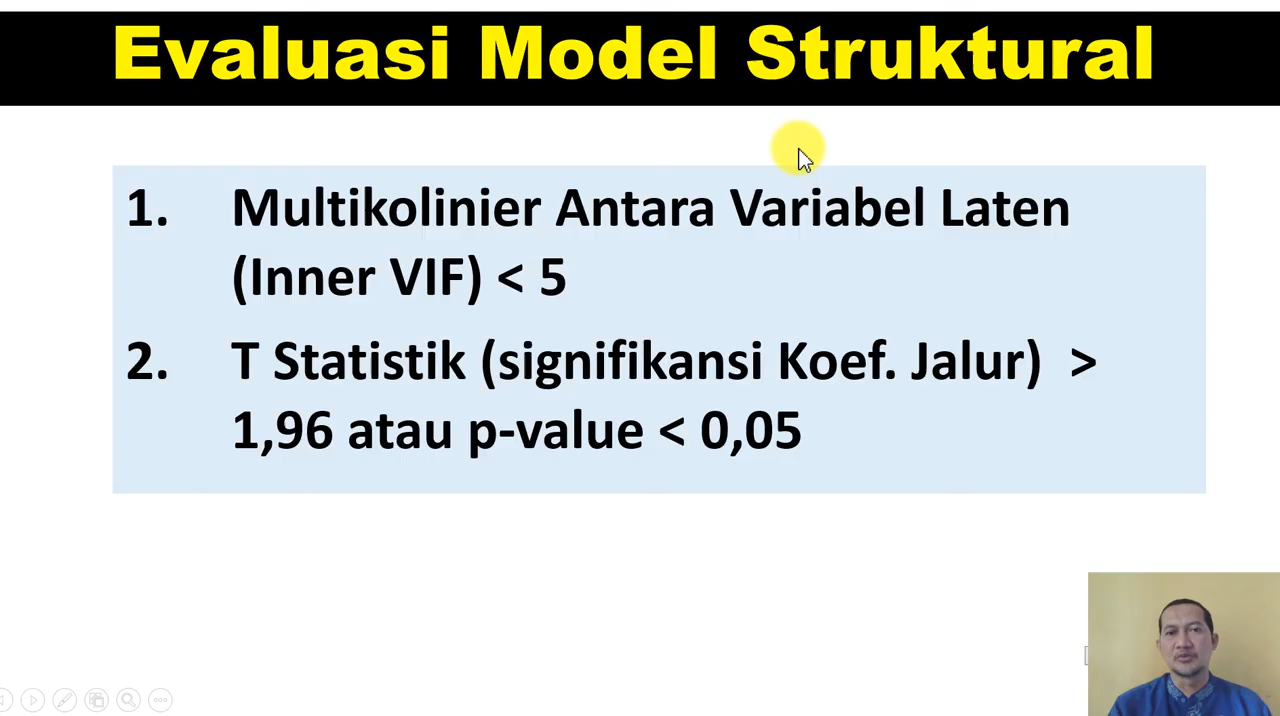 Evaluasi Model Struktural
1. Multikolinier Antara Variabel Laten
(Inner VIF) < 5
2. T Statistik (signifikansi Koef. Jalur) >
1,96 atau p-value < 0,05